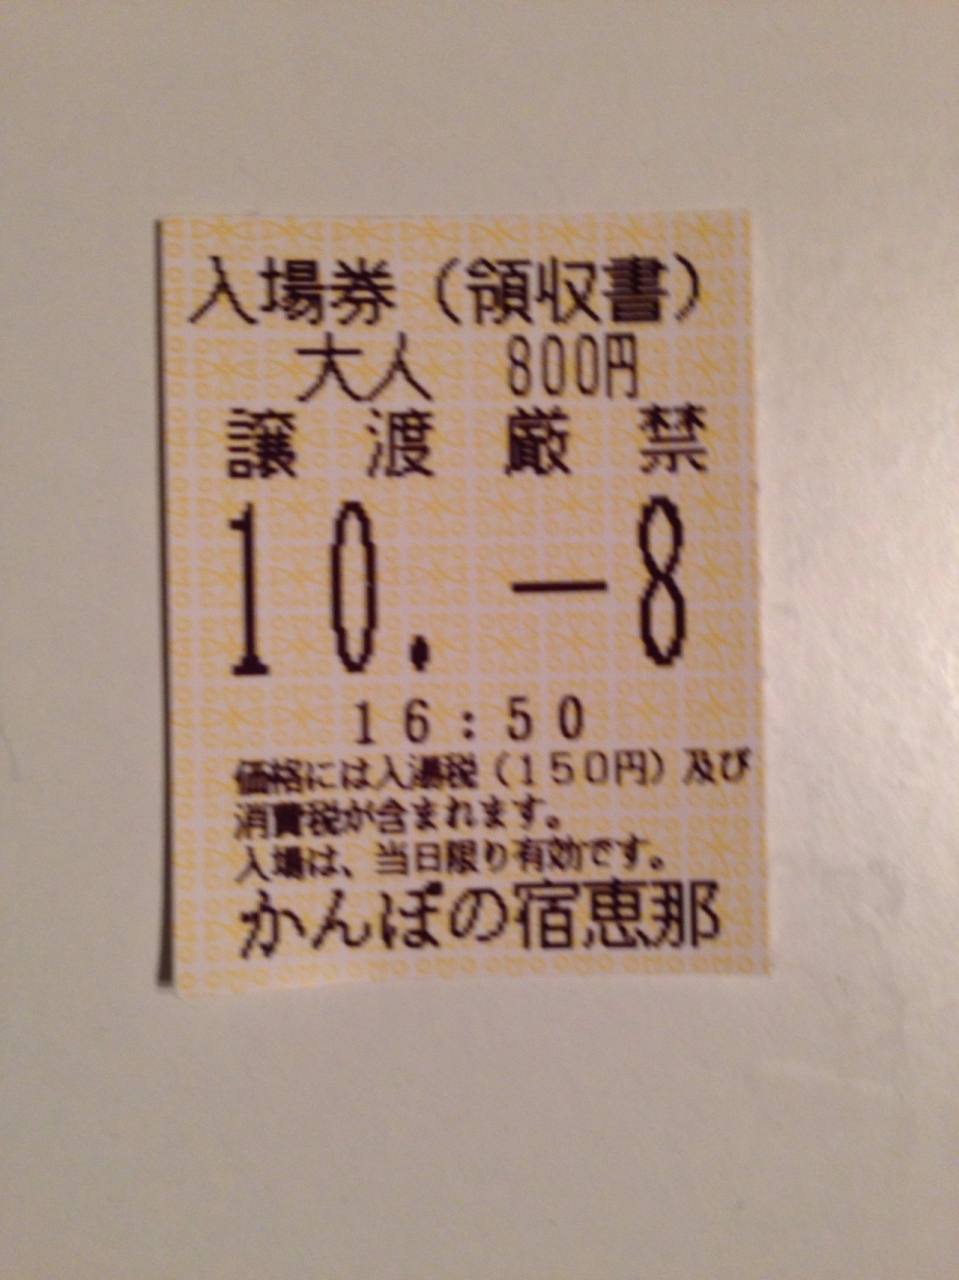 入場券（領収書）
大人　800円
譲　渡　厳　禁
10.　－8
16:50
価格には入湯税（150円）及び
消費税が含まれます。
入場は、当日限り有効です。
かんぽの宿恵那